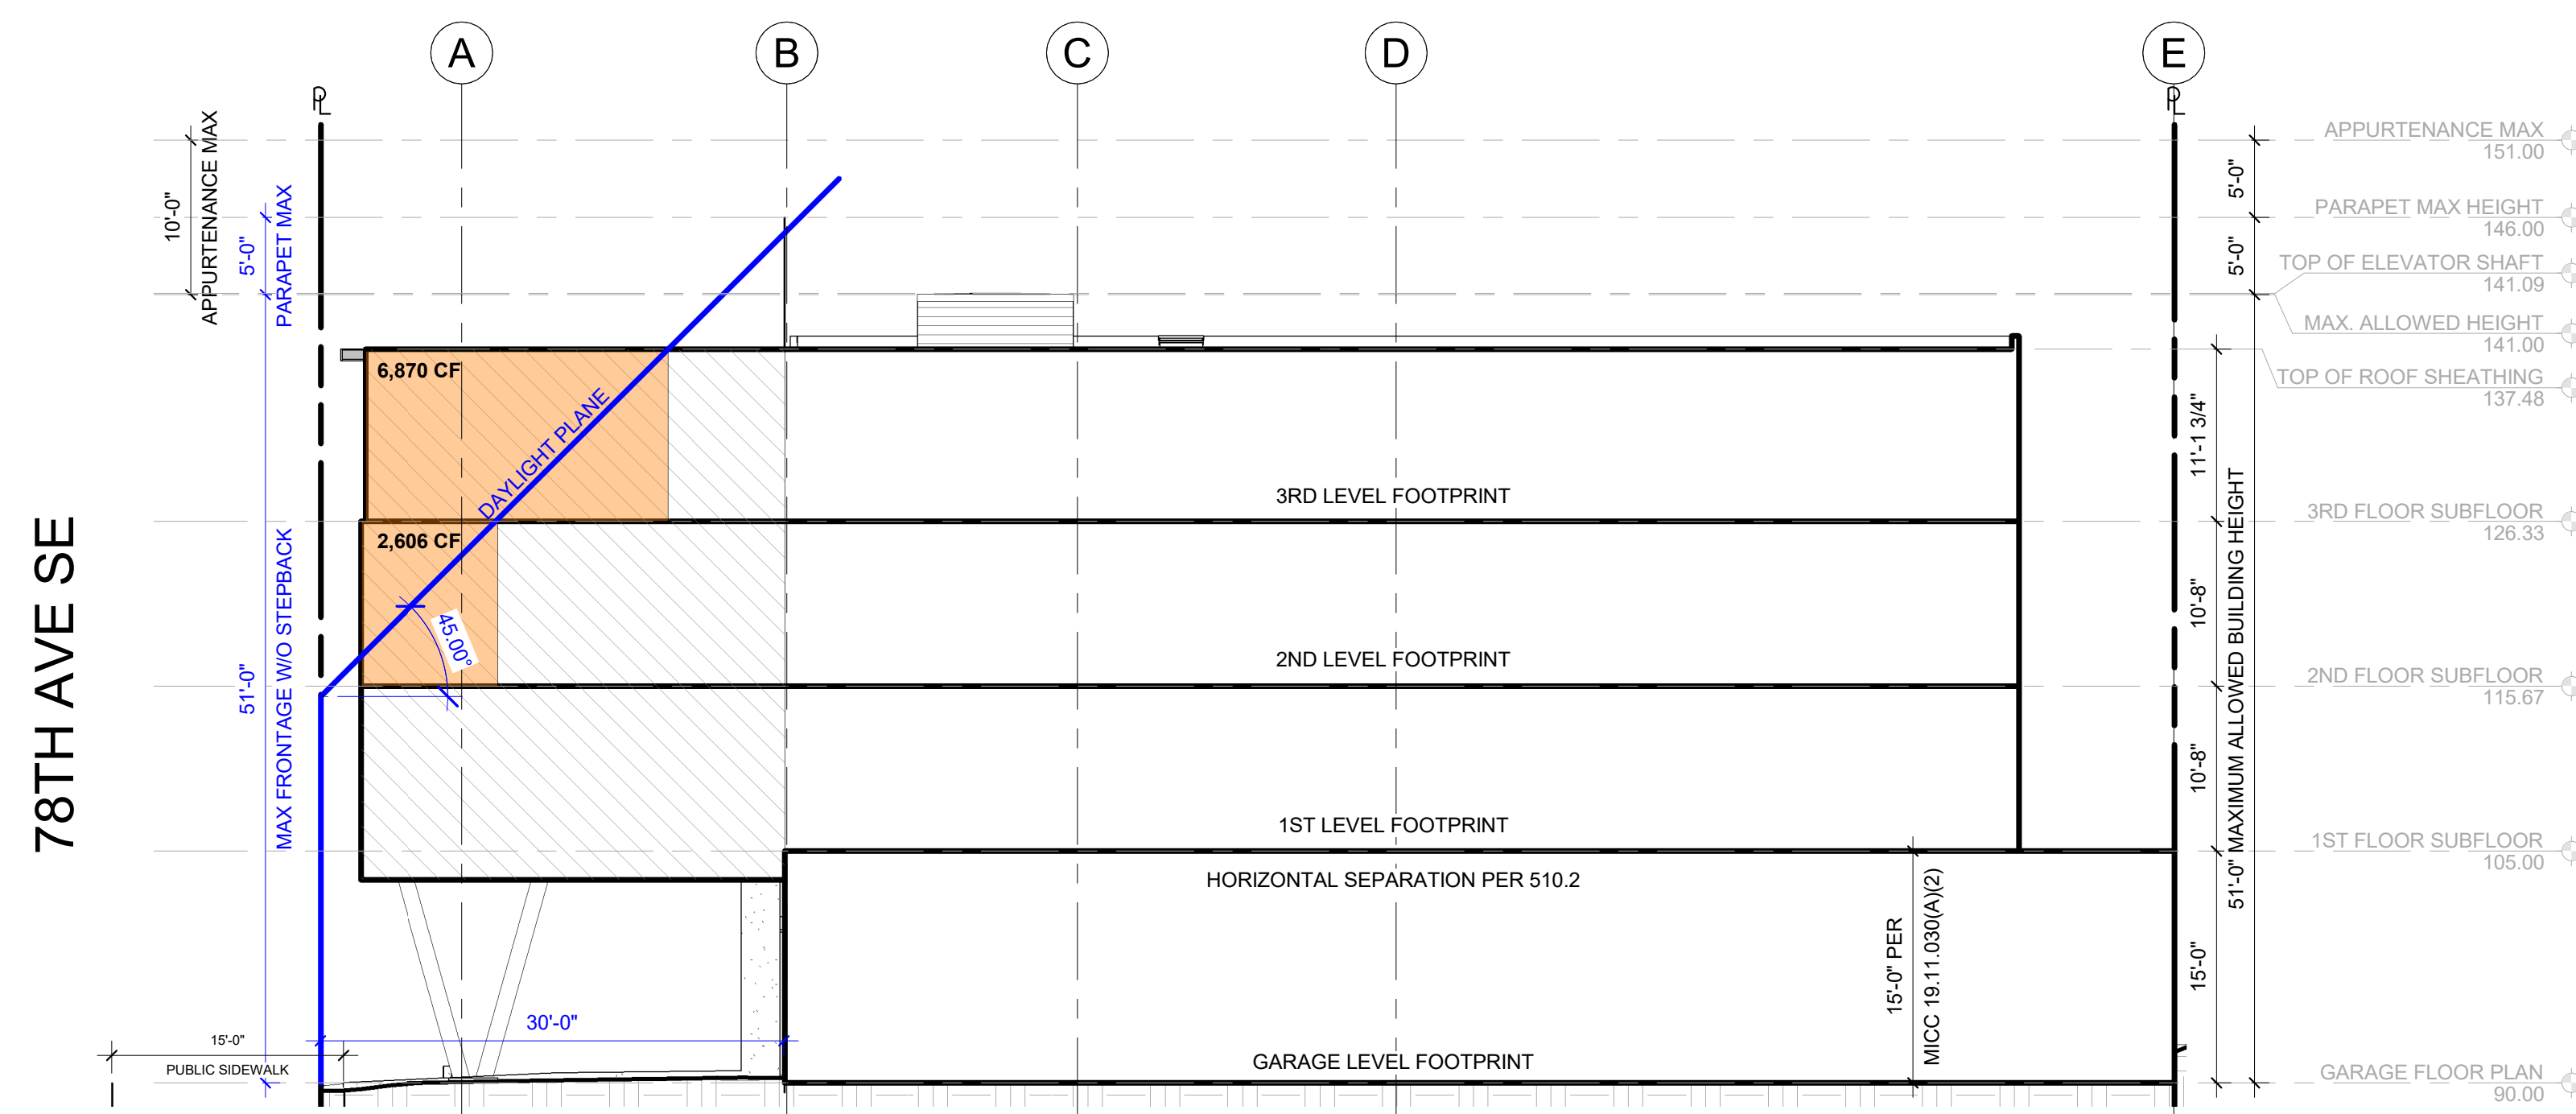 A
B
C
D
E
PL
PL
10'-0"
APPURTENANCE MAX
5'-0"
PARAPET MAX
51'-0"
MAX FRONTAGE W/O STEPBACK
78TH AVE SE
6,870 CF
2,606 CF
DAYLIGHT PLANE
45.00°
3RD LEVEL FOOTPRINT
2ND LEVEL FOOTPRINT
1ST LEVEL FOOTPRINT
HORIZONTAL SEPARATION PER 510.2
GARAGE LEVEL FOOTPRINT
30'-0"
15'-0"
PUBLIC SIDEWALK
15'-0" PER
MICC 19.11.030(A)(2)
5'-0"
5'-0"
11'-1 3/4"
10'-8"
10'-8"
15'-0"
51'-0" MAXIMUM ALLOWED BUILDING HEIGHT
APPURTENANCE MAX
151.00
PARAPET MAX HEIGHT
146.00
TOP OF ELEVATOR SHAFT
141.09
MAX. ALLOWED HEIGHT
141.00
TOP OF ROOF SHEATHING
137.48
3RD FLOOR SUBFLOOR
126.33
2ND FLOOR SUBFLOOR
115.67
1ST FLOOR SUBFLOOR
105.00
GARAGE FLOOR PLAN
90.00